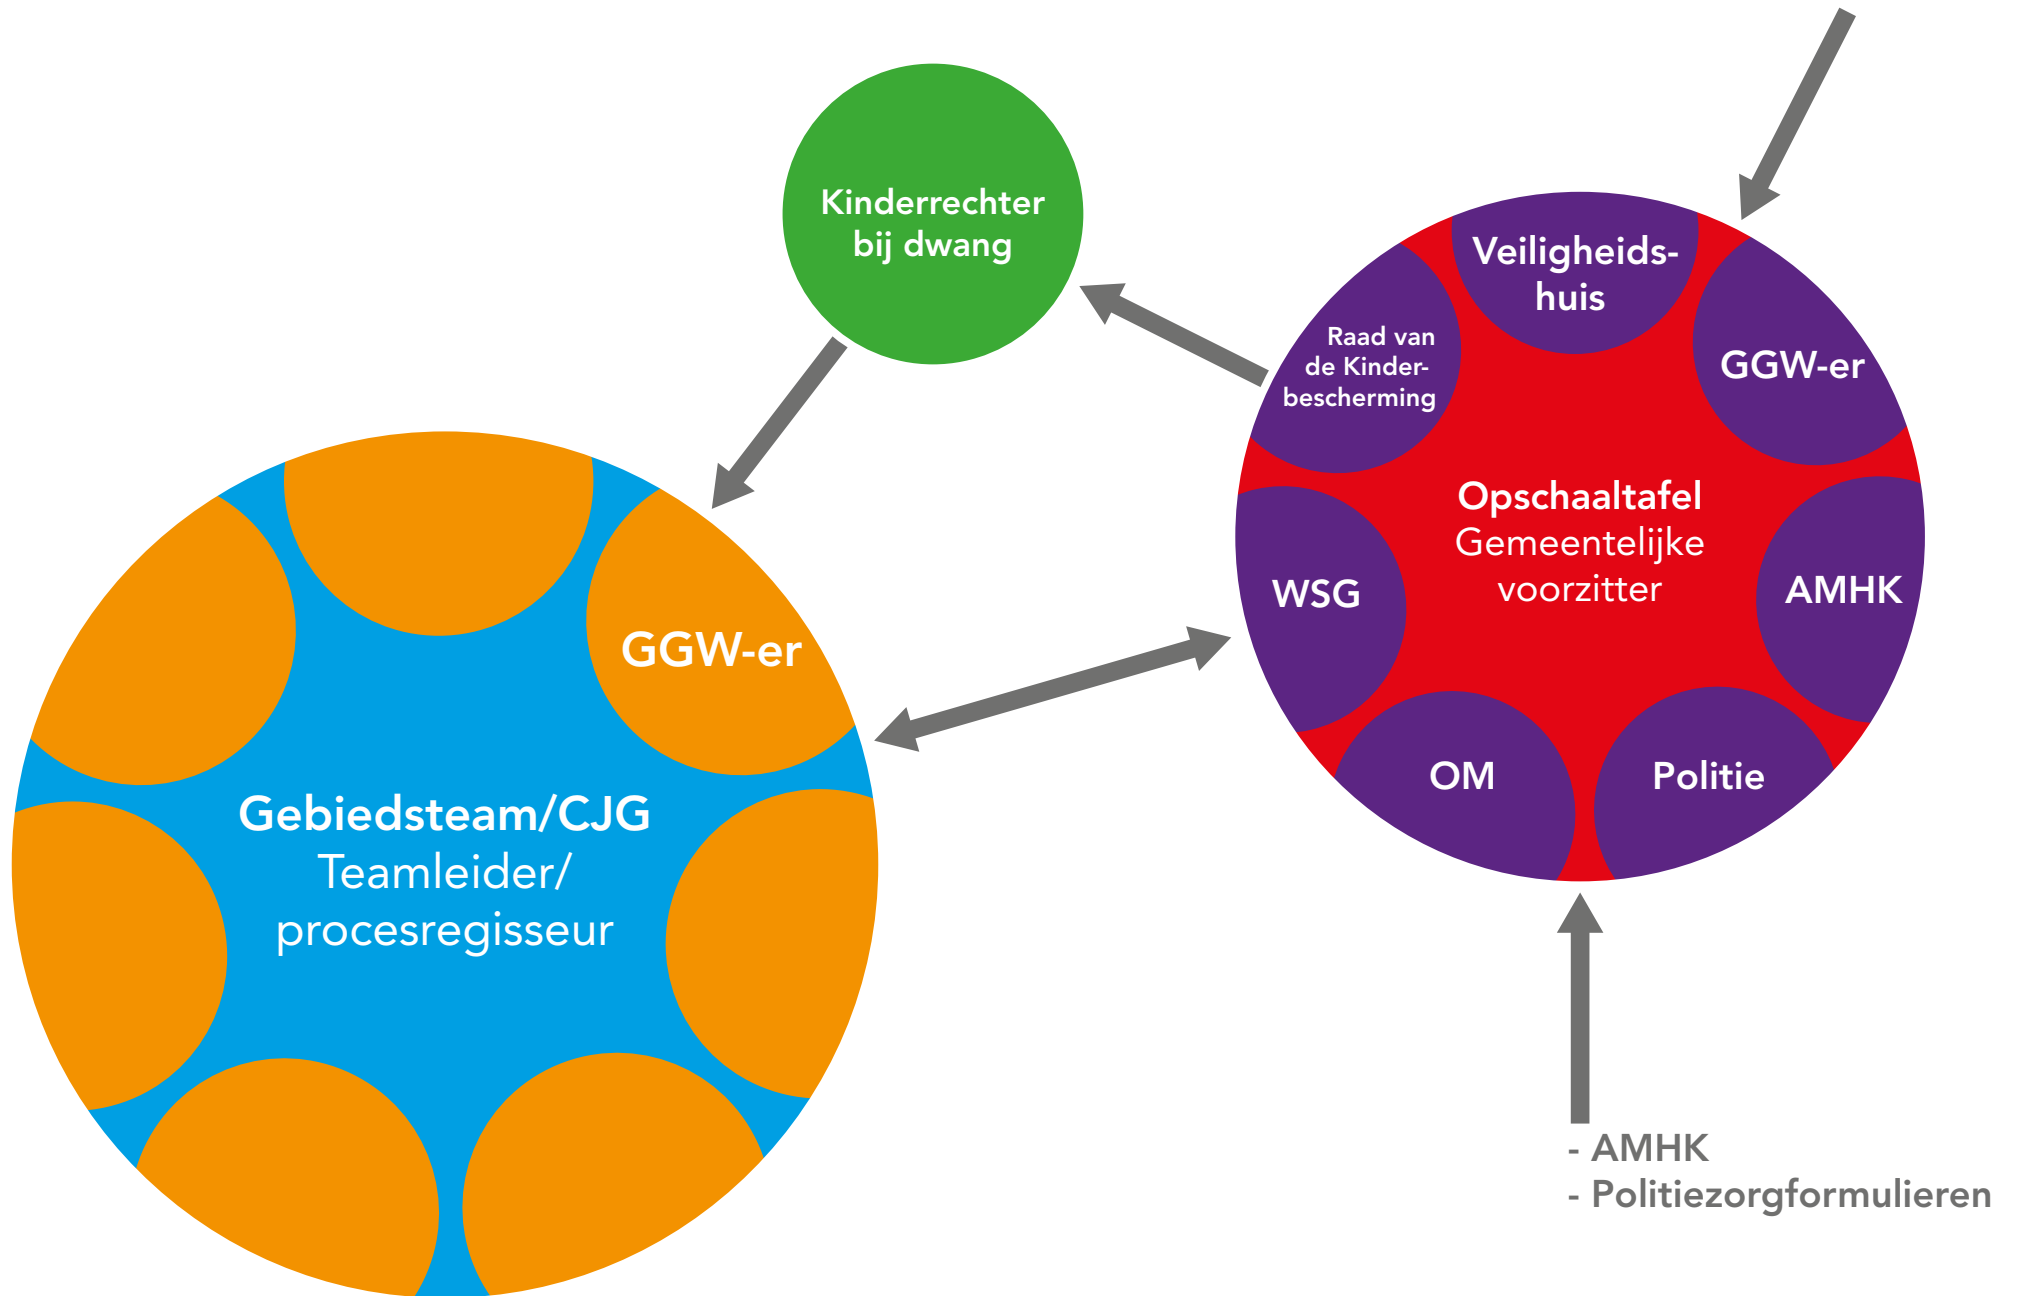 Kinderrechter
bij dwang
Veiligheids-
huis
Raad van
de Kinder-
bescherming
GGW-er
Opschaaltafel
Gemeentelijke
voorzitter
WSG
AMHK
OM
Politie
GGW-er
Gebiedsteam/CJG
Teamleider/
procesregisseur
- AMHK
- Politiezorgformulieren